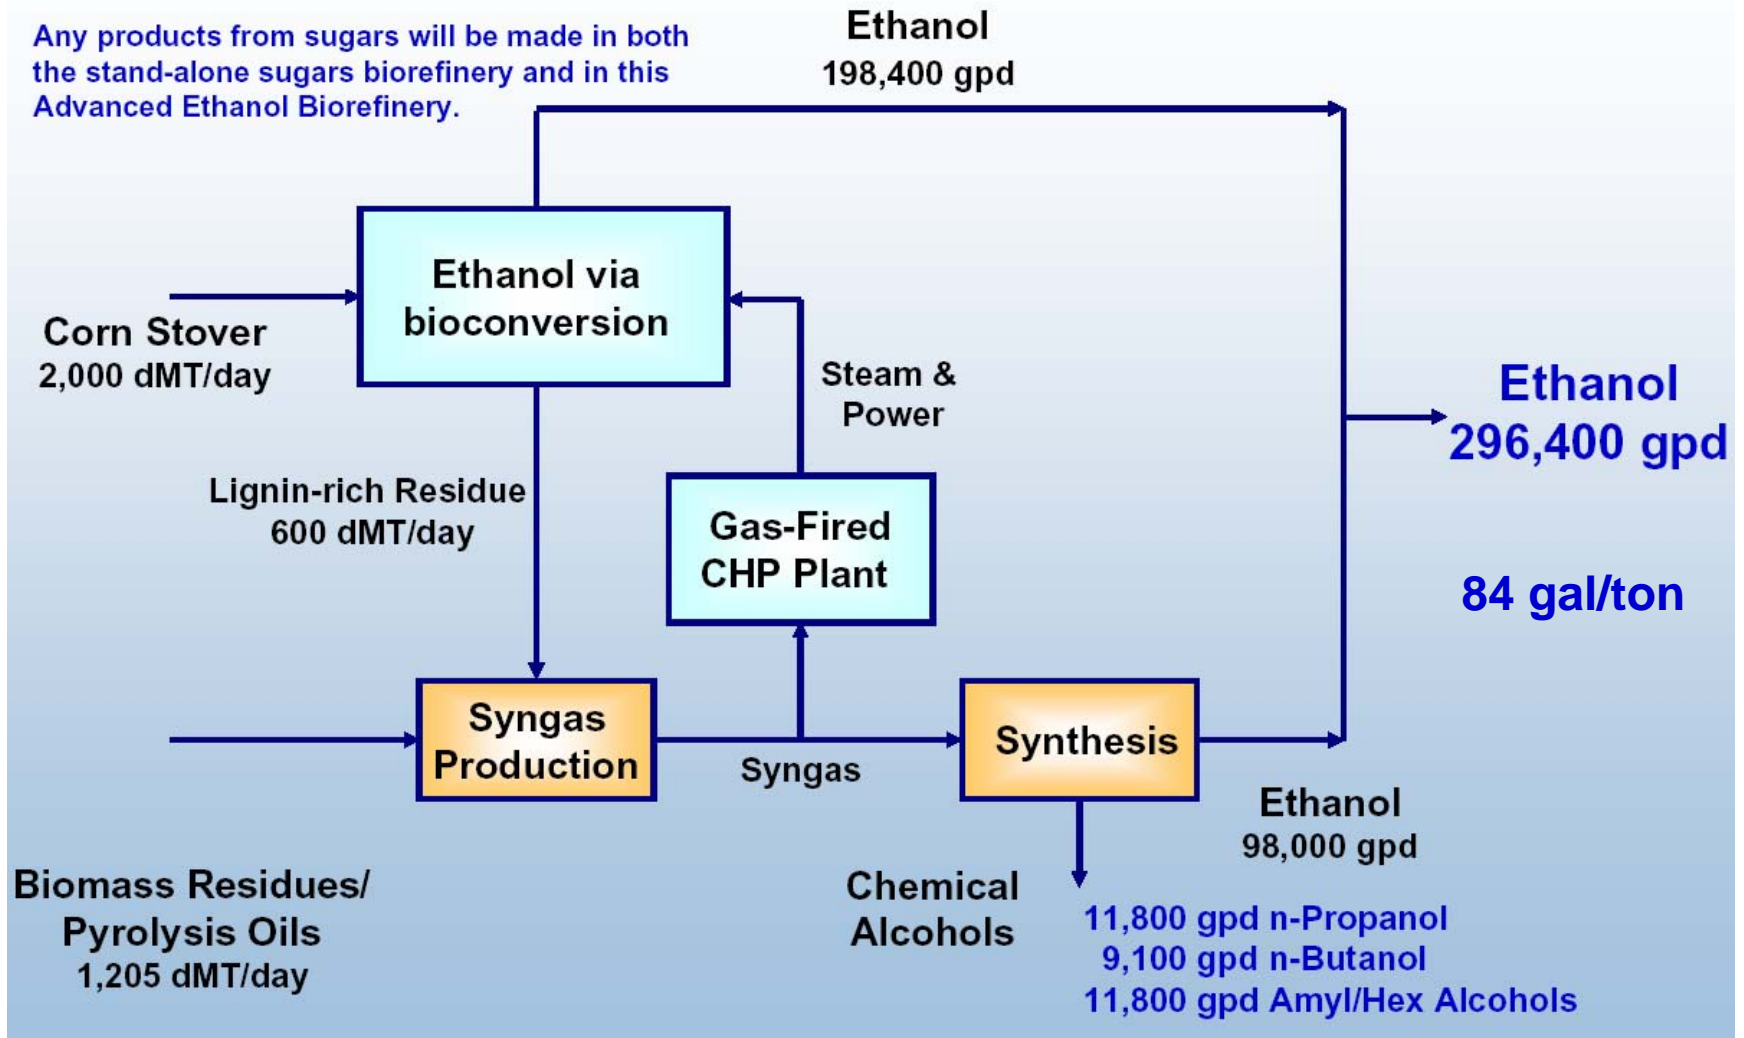 Any products from sugars will be made in both
the stand-alone sugars biorefinery and in this
Advanced Ethanol Biorefinery.
Ethanol
198,400 gpd
Ethanol via
bioconversion
Corn Stover
2,000 dMT/day
Steam &
Power
Ethanol
296,400 gpd
Lignin-rich Residue
600 dMT/day
Gas-Fired
CHP Plant
84 gal/ton
Syngas
Production
Syngas
Synthesis
Ethanol
98,000 gpd
Biomass Residues/
Pyrolysis Oils
1,205 dMT/day
Chemical
Alcohols
11,800 gpd n-Propanol
9,100 gpd n-Butanol
11,800 gpd Amyl/Hex Alcohols